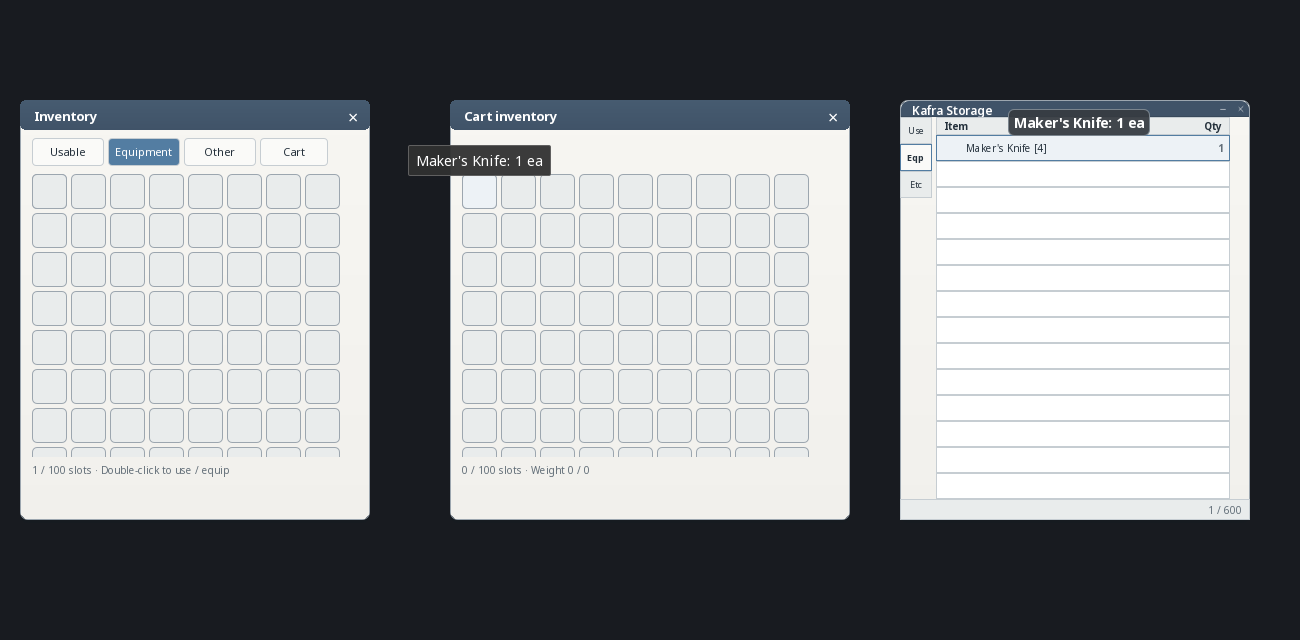 Inventory ×
Usable Equipment Other Cart
1 / 100 slots · Double-click to use / equip
Cart inventory ×
Maker's Knife: 1 ea
0 / 100 slots · Weight 0 / 0
Kafra Storage − ×
Maker's Knife: 1 ea
Use
Eqp
Etc
Item Qty
Maker's Knife [4] 1
1 / 600